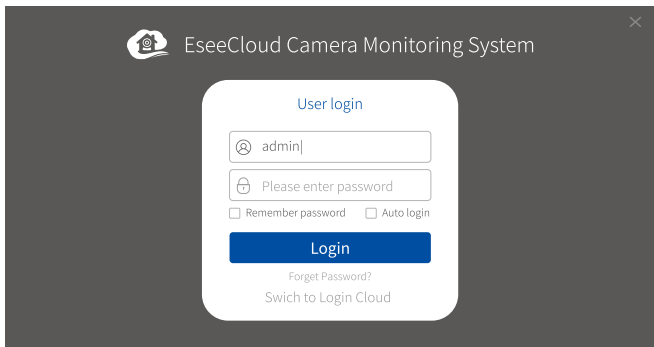 EseeCloud Camera Monitoring System
User login
admin
Please enter password
Remember password Auto login
Login
Forget Password?
Swich to Login Cloud